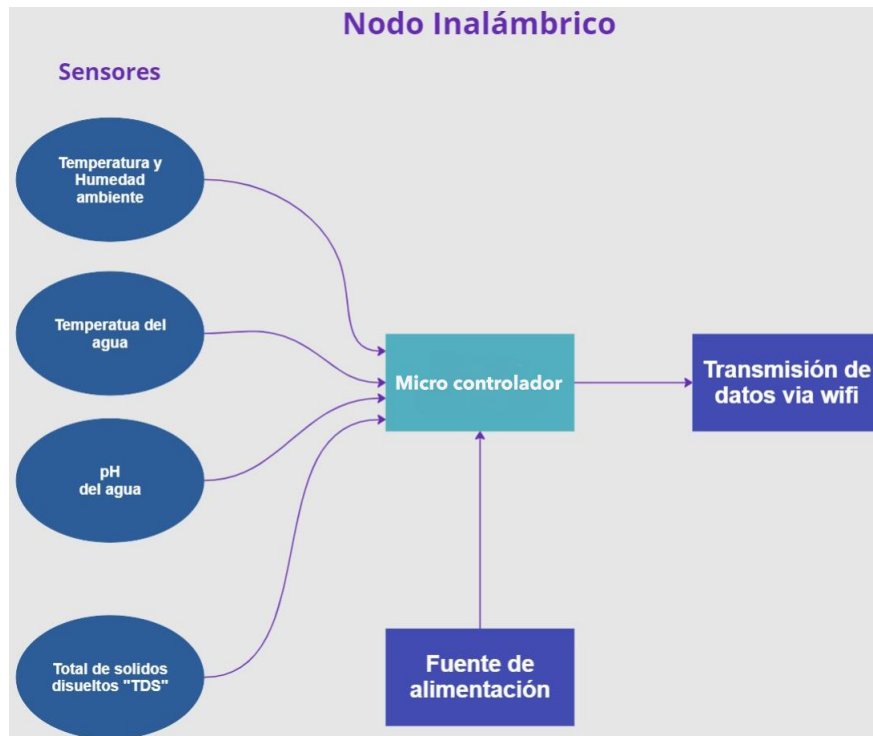 Nodo Inalámbrico
Sensores
Temperatura y
Humedad
ambiente
Temperatua del
agua
pH
del agua
Total de solidos
disueltos "TDS"
Micro controlador
Fuente de
alimentación
Transmisión de
datos via wifi